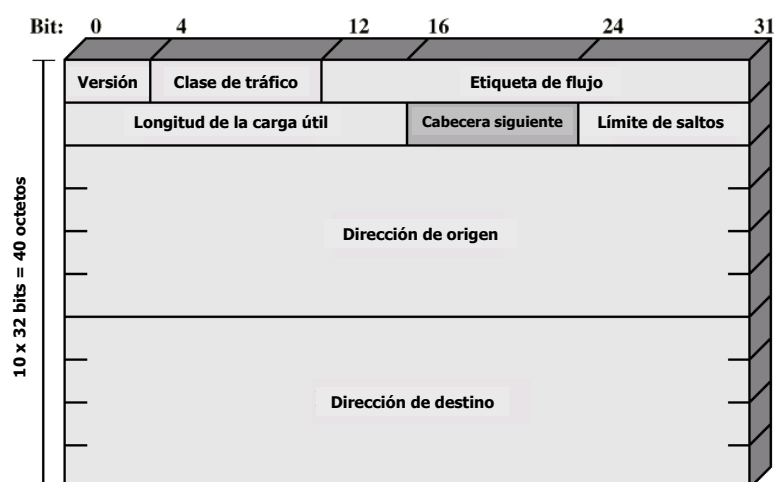 Bit: 0 4 12 16 24 31
Versión Clase de tráfico Etiqueta de flujo
Longitud de la carga útil Cabecera siguiente Límite de saltos
10 x 32 bits = 40 octetos
Dirección de origen
Dirección de destino